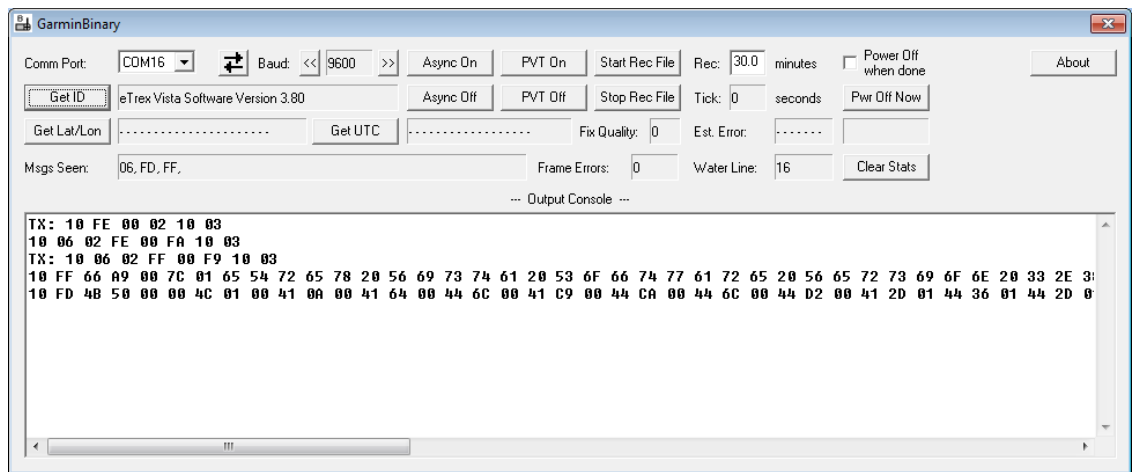 GarminBinary
Comm Port: COM16 Baud: << 9600 >> Async On PVT On Start Rec File Rec: 30.0 minutes Power Off when done About
Get ID eTrex Vista Software Version 3.80 Async Off PVT Off Stop Rec File Tick: 0 seconds Pwr Off Now
Get Lat/Lon - - - - - - - - - - - - - - - - - - - - - - Get UTC - - - - - - - - - - - - - - - - - - Fix Quality: 0 Est. Error: - - - - - - -
Msgs Seen: 06, FD, FF, Frame Errors: 0 Water Line: 16 Clear Stats
--- Output Console ---
TX: 10 FE 00 02 10 03
10 06 02 FE 00 FA 10 03
TX: 10 06 02 FF 00 F9 10 03
10 FF 66 A9 00 7C 01 65 54 72 65 78 20 56 69 73 74 61 20 53 6F 66 74 77 61 72 65 20 56 65 72 73 69 6F 6E 20 33 2E
10 FD 4B 50 00 00 4C 01 00 41 0A 00 41 64 00 44 6C 00 41 C9 00 44 CA 00 44 6C 00 44 D2 00 41 2D 01 44 36 01 44 2D